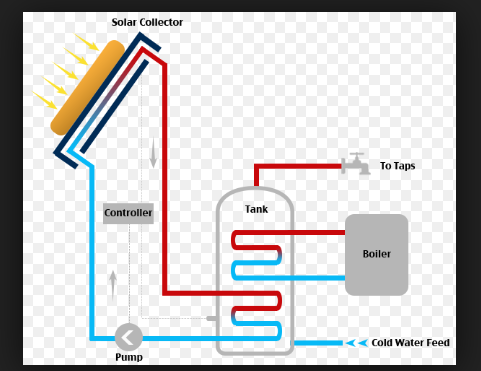 Solar Collector
To Taps
Tank
Controller
Boiler
Cold Water Feed
Pump